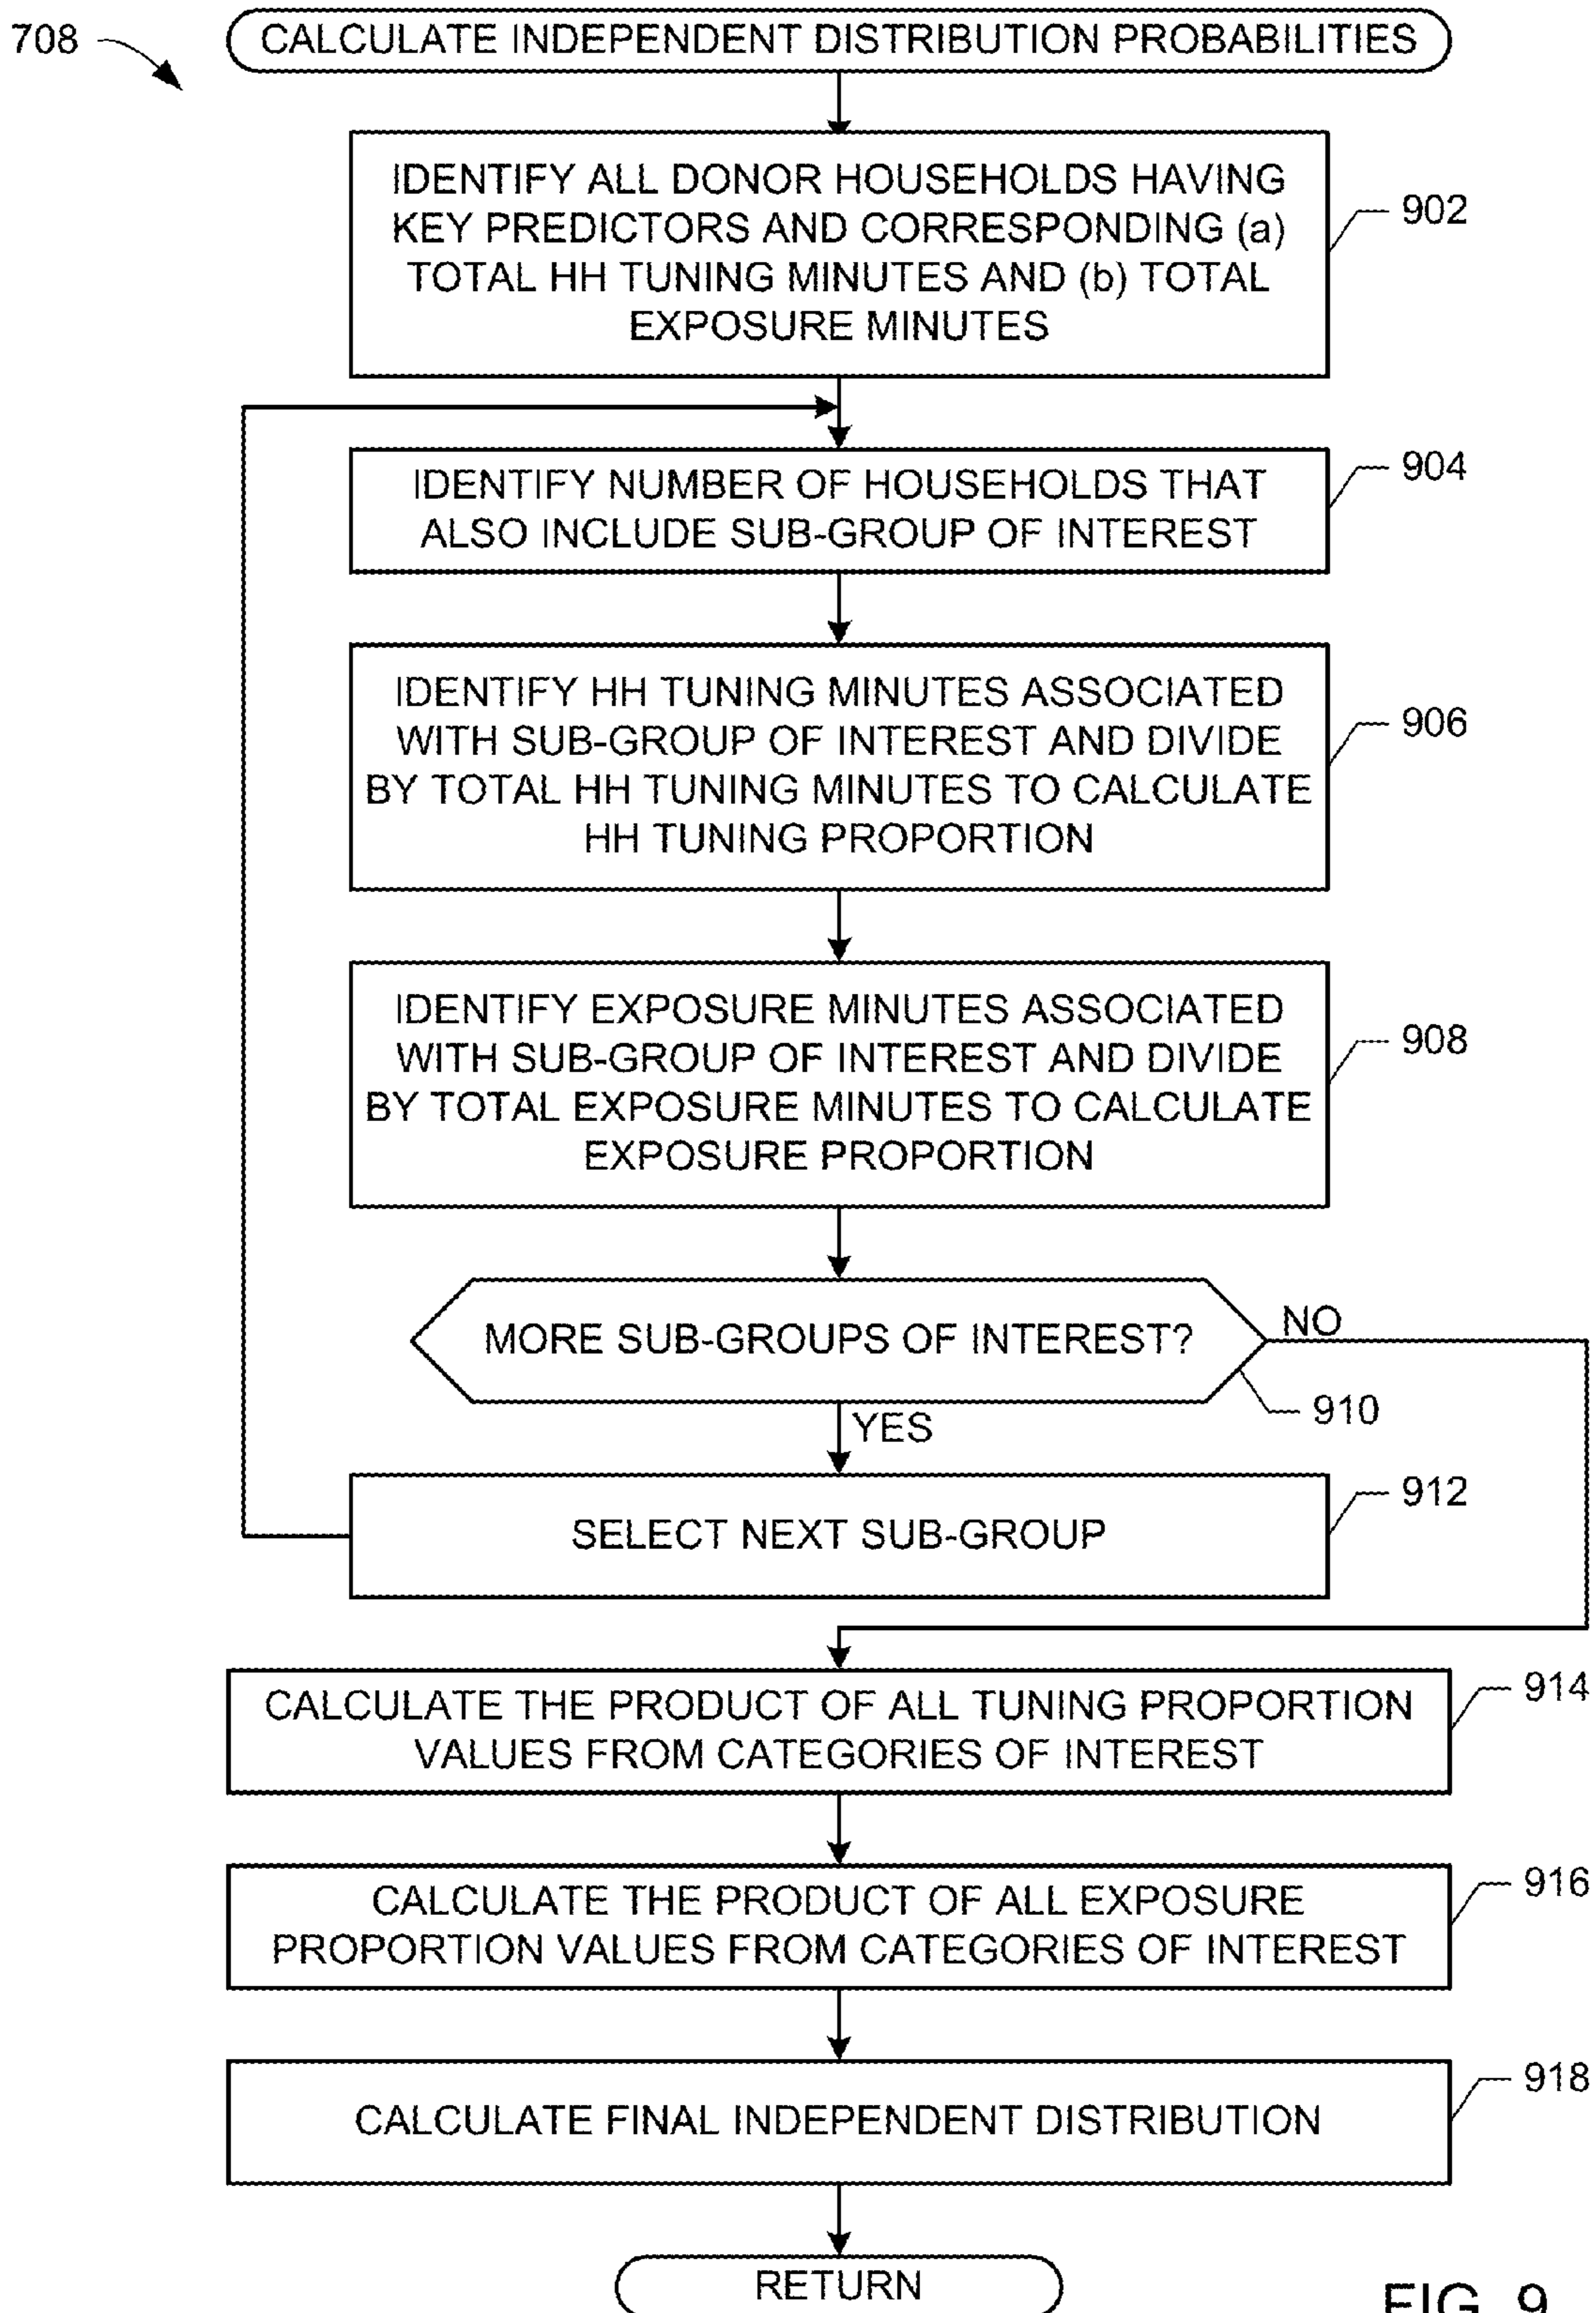 708
CALCULATE INDEPENDENT DISTRIBUTION PROBABILITIES
IDENTIFY ALL DONOR HOUSEHOLDS HAVING
KEY PREDICTORS AND CORRESPONDING (a)
TOTAL HH TUNING MINUTES AND (b) TOTAL
EXPOSURE MINUTES
902
IDENTIFY NUMBER OF HOUSEHOLDS THAT
ALSO INCLUDE SUB-GROUP OF INTEREST
904
IDENTIFY HH TUNING MINUTES ASSOCIATED
WITH SUB-GROUP OF INTEREST AND DIVIDE
BY TOTAL HH TUNING MINUTES TO CALCULATE
HH TUNING PROPORTION
906
IDENTIFY EXPOSURE MINUTES ASSOCIATED
WITH SUB-GROUP OF INTEREST AND DIVIDE
BY TOTAL EXPOSURE MINUTES TO CALCULATE
EXPOSURE PROPORTION
908
MORE SUB-GROUPS OF INTEREST?
NO
910
YES
SELECT NEXT SUB-GROUP
912
CALCULATE THE PRODUCT OF ALL TUNING PROPORTION
VALUES FROM CATEGORIES OF INTEREST
914
CALCULATE THE PRODUCT OF ALL EXPOSURE
PROPORTION VALUES FROM CATEGORIES OF INTEREST
916
CALCULATE FINAL INDEPENDENT DISTRIBUTION
918
RETURN
FIG. 9